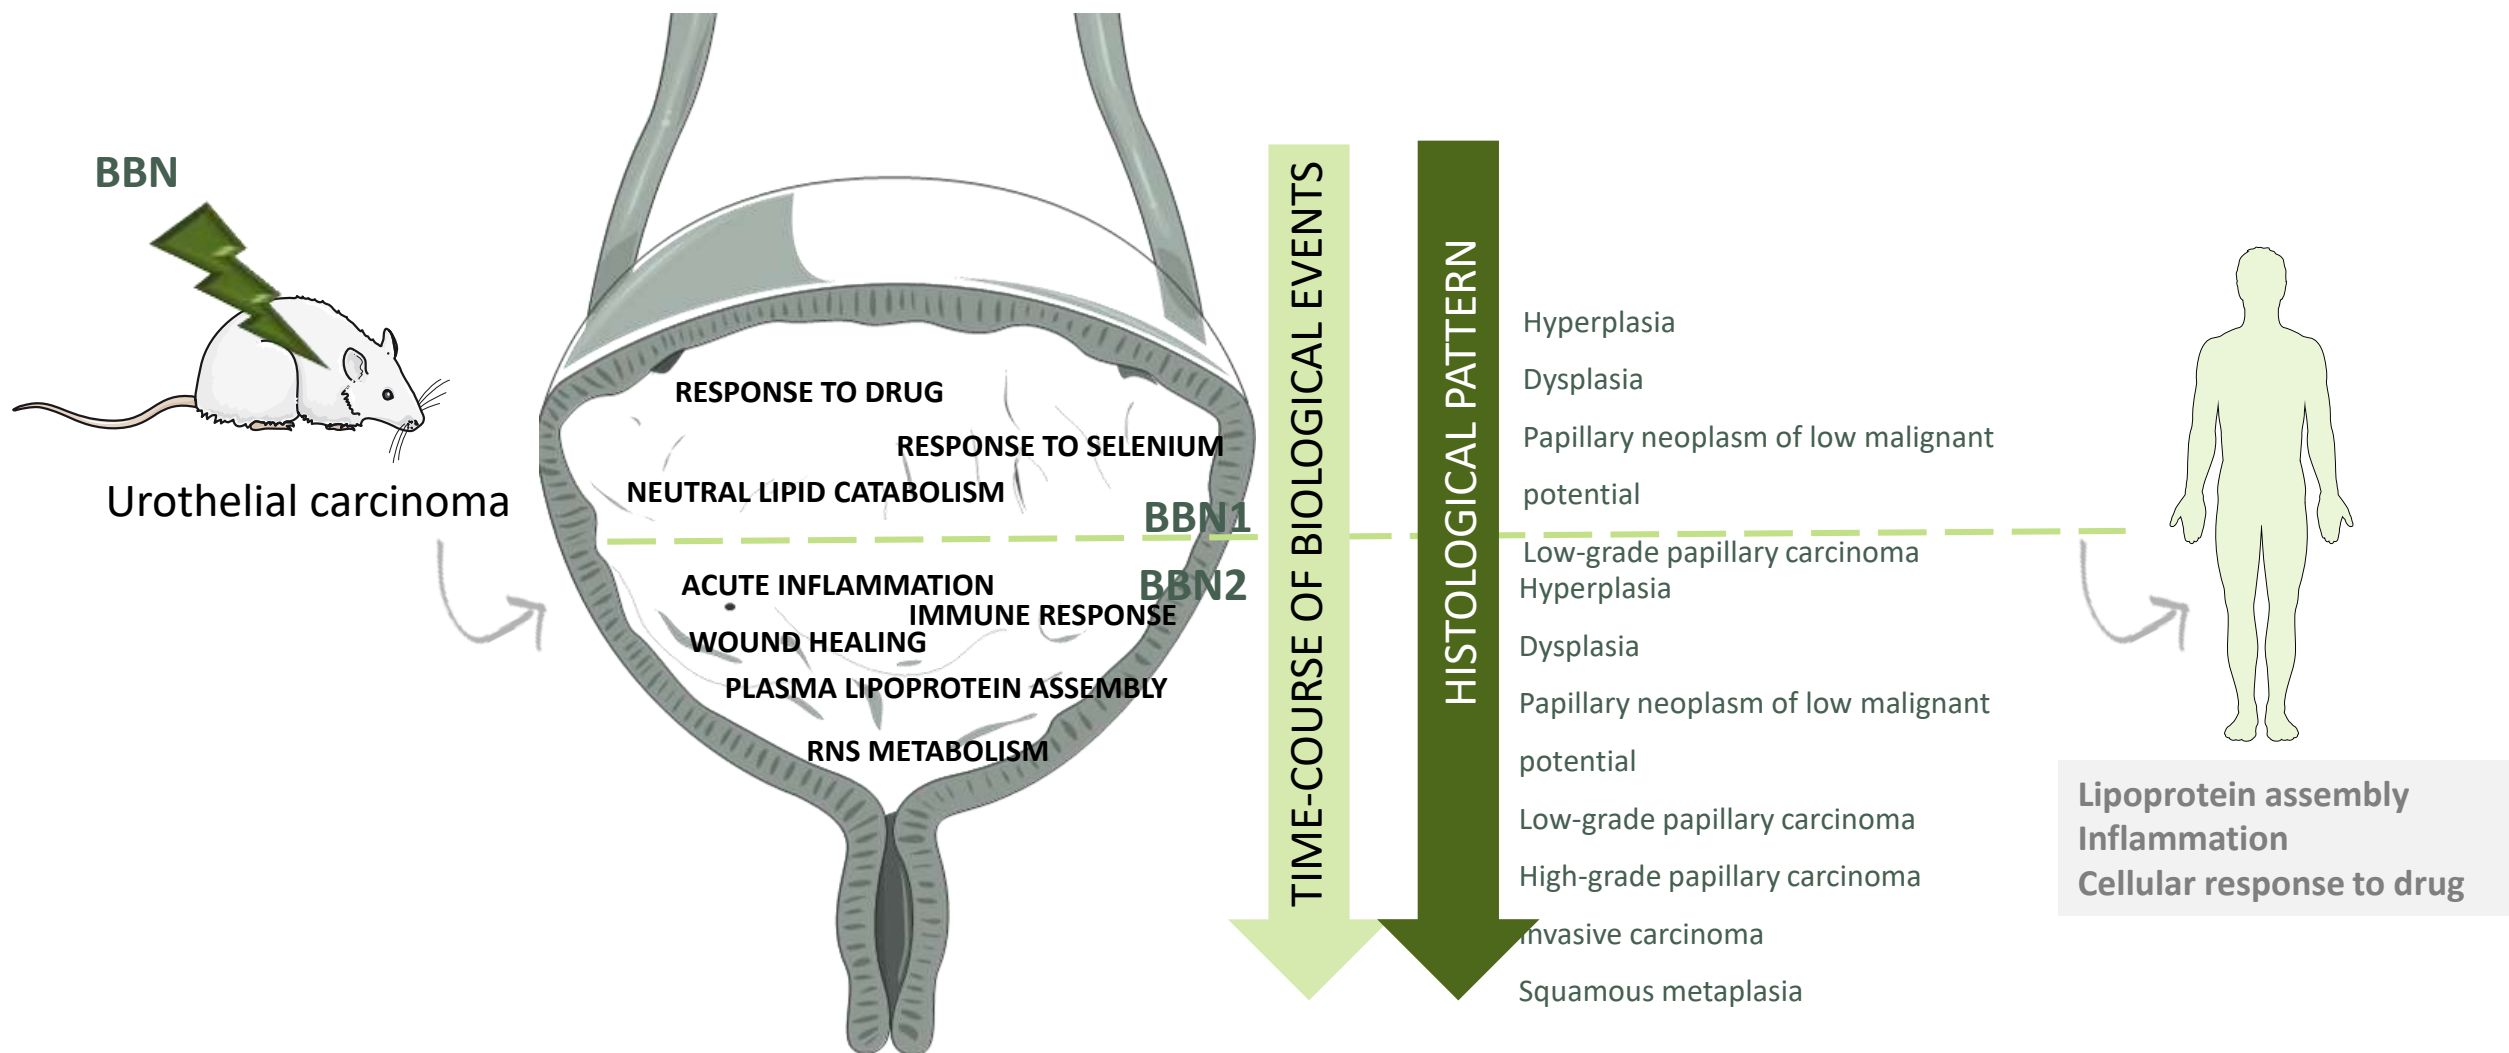 BBN
Urothelial carcinoma
RESPONSE TO DRUG
RESPONSE TO SELENIUM
NEUTRAL LIPID CATABOLISM
BBN1
BBN2
ACUTE INFLAMMATION
IMMUNE RESPONSE
WOUND HEALING
PLASMA LIPOPROTEIN ASSEMBLY
RNS METABOLISM
TIME-COURSE OF BIOLOGICAL EVENTS
HISTOLOGICAL PATTERN
Hyperplasia
Dysplasia
Papillary neoplasm of low malignant
potential
Low-grade papillary carcinoma
Hyperplasia
Dysplasia
Papillary neoplasm of low malignant
potential
Low-grade papillary carcinoma
High-grade papillary carcinoma
Invasive carcinoma
Squamous metaplasia
Lipoprotein assembly
Inflammation
Cellular response to drug